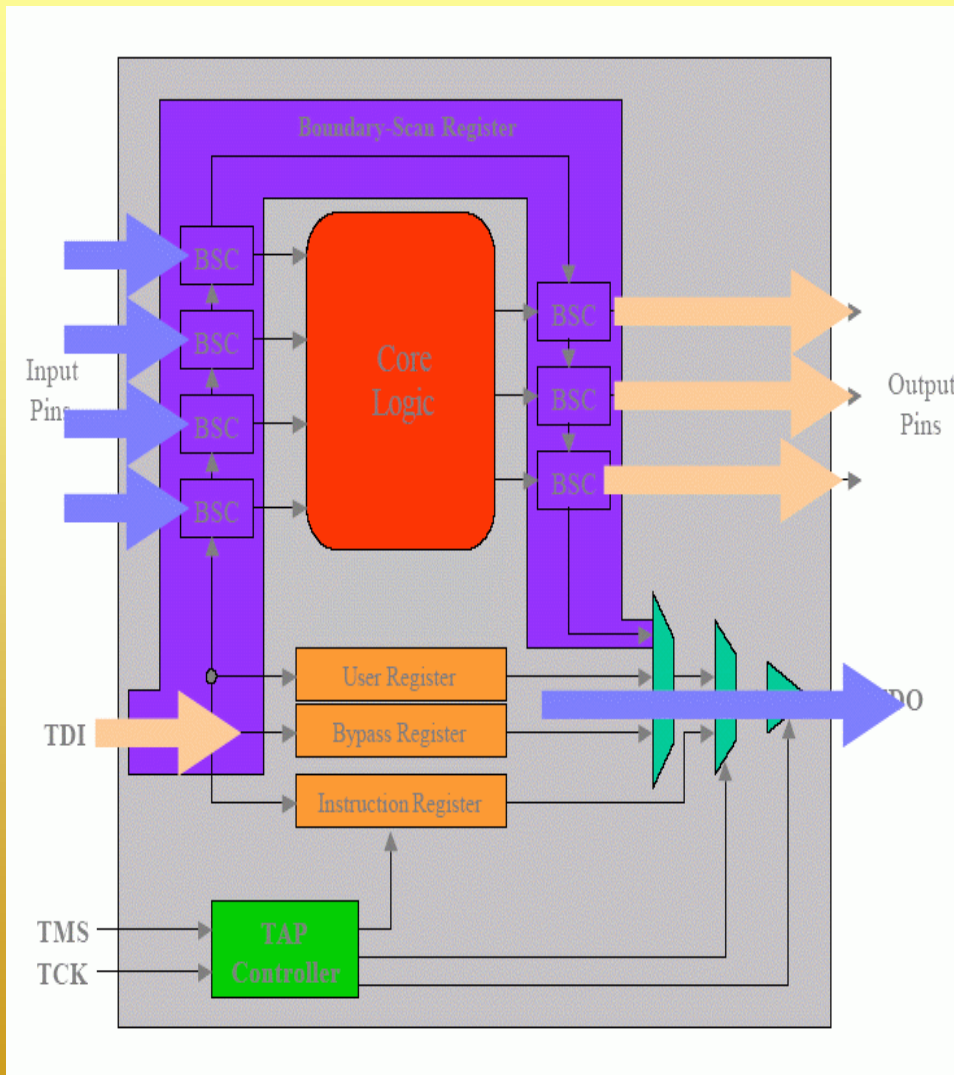 Boundary-Scan Register
BSC
BSC
BSC
BSC
BSC
BSC
BSC
Core
Logic
Input
Pins
Output
Pins
User Register
Bypass Register
Instruction Register
TDI
DO
TMS
TCK
TAP
Controller